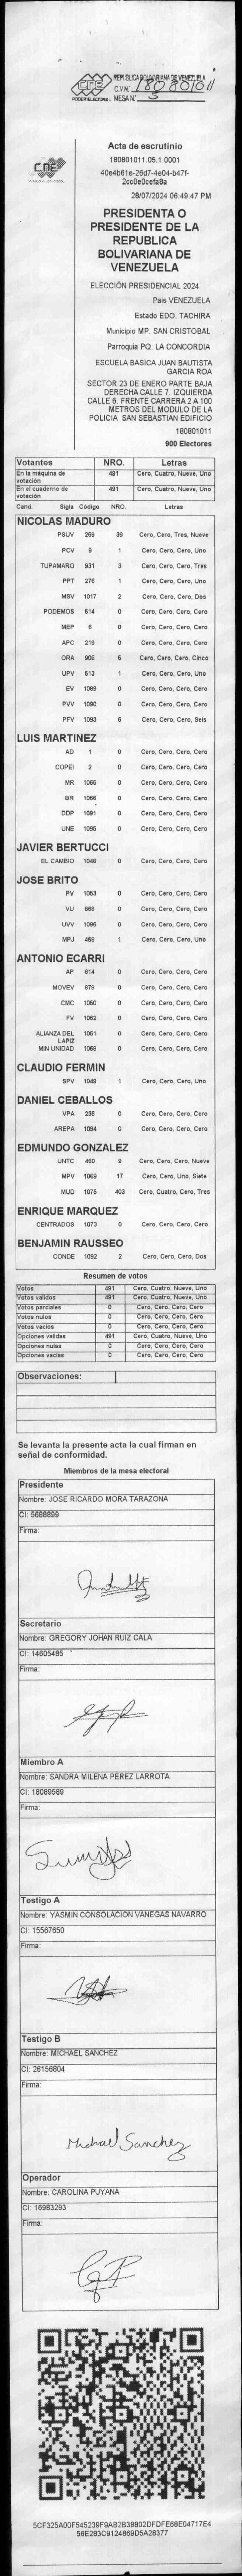 CNE
PODER ELECTORAL
REPUBLICA BOLIVARIANA DE VENEZUELA
C.V.N° 180801011
MESA N° 5
CNE
Acta de escrutinio
180801011.05.1.0001
40e4b61e-26d7-4e04-b47f-
2cc0e0cefa8a
28/07/2024 06:49:47 PM
PRESIDENTA O
PRESIDENTE DE LA
REPUBLICA
BOLIVARIANA DE
VENEZUELA
ELECCIÓN PRESIDENCIAL 2024
Pais VENEZUELA
Estado EDO. TACHIRA
Municipio MP. SAN CRISTOBAL
Parroquia PQ. LA CONCORDIA
ESCUELA BASICA JUAN BAUTISTA
GARCIA ROA
SECTOR 23 DE ENERO PARTE BAJA
DERECHA CALLE 7. IZQUIERDA
CALLE 6. FRENTE CARRERA 2 A 100
METROS DEL MODULO DE LA
POLICIA SAN SEBASTIAN EDIFICIO
180801011
900 Electores
Votantes NRO. Letras
En la máquina de votación 491 Cero, Cuatro, Nueve, Uno
En el cuaderno de votación 491 Cero, Cuatro, Nueve, Uno
Cand. Sigla Código NRO. Letras
NICOLAS MADURO
PSUV 269 39 Cero, Cero, Tres, Nueve
PCV 9 1 Cero, Cero, Cero, Uno
TUPAMARO 931 3 Cero, Cero, Cero, Tres
PPT 276 1 Cero, Cero, Cero, Uno
MSV 1017 2 Cero, Cero, Cero, Dos
PODEMOS 514 0 Cero, Cero, Cero, Cero
MEP 6 0 Cero, Cero, Cero, Cero
APC 219 0 Cero, Cero, Cero, Cero
ORA 906 5 Cero, Cero, Cero, Cinco
UPV 513 1 Cero, Cero, Cero, Uno
EV 1089 0 Cero, Cero, Cero, Cero
PVV 1090 0 Cero, Cero, Cero, Cero
PFV 1093 6 Cero, Cero, Cero, Seis
LUIS MARTINEZ
AD 1 0 Cero, Cero, Cero, Cero
COPEI 2 0 Cero, Cero, Cero, Cero
MR 1065 0 Cero, Cero, Cero, Cero
BR 1066 0 Cero, Cero, Cero, Cero
DDP 1091 0 Cero, Cero, Cero, Cero
UNE 1095 0 Cero, Cero, Cero, Cero
JAVIER BERTUCCI
EL CAMBIO 1048 0 Cero, Cero, Cero, Cero
JOSE BRITO
PV 1053 0 Cero, Cero, Cero, Cero
VU 868 0 Cero, Cero, Cero, Cero
UVV 1096 0 Cero, Cero, Cero, Cero
MPJ 459 1 Cero, Cero, Cero, Uno
ANTONIO ECARRI
AP 814 0 Cero, Cero, Cero, Cero
MOVEV 878 0 Cero, Cero, Cero, Cero
CMC 1050 0 Cero, Cero, Cero, Cero
FV 1062 0 Cero, Cero, Cero, Cero
ALIANZA DEL LAPIZ 1051 0 Cero, Cero, Cero, Cero
MIN UNIDAD 1068 0 Cero, Cero, Cero, Cero
CLAUDIO FERMIN
SPV 1049 1 Cero, Cero, Cero, Uno
DANIEL CEBALLOS
VPA 236 0 Cero, Cero, Cero, Cero
AREPA 1084 0 Cero, Cero, Cero, Cero
EDMUNDO GONZALEZ
UNTC 460 9 Cero, Cero, Cero, Nueve
MPV 1069 17 Cero, Cero, Uno, Siete
MUD 1075 403 Cero, Cuatro, Cero, Tres
ENRIQUE MARQUEZ
CENTRADOS 1073 0 Cero, Cero, Cero, Cero
BENJAMIN RAUSSEO
CONDE 1092 2 Cero, Cero, Cero, Dos
Resumen de votos
Votos 491 Cero, Cuatro, Nueve, Uno
Votos validos 491 Cero, Cuatro, Nueve, Uno
Votos parciales 0 Cero, Cero, Cero, Cero
Votos nulos 0 Cero, Cero, Cero, Cero
Votos vacios 0 Cero, Cero, Cero, Cero
Opciones validas 491 Cero, Cuatro, Nueve, Uno
Opciones nulas 0 Cero, Cero, Cero, Cero
Opciones vacias 0 Cero, Cero, Cero, Cero
Observaciones:
Se levanta la presente acta la cual firman en
señal de conformidad.
Miembros de la mesa electoral
Presidente
Nombre: JOSE RICARDO MORA TARAZONA
CI: 5688899
Firma:
Secretario
Nombre: GREGORY JOHAN RUIZ CALA
CI: 14605485
Firma:
Miembro A
Nombre: SANDRA MILENA PEREZ LARROTA
CI: 18089589
Firma:
Testigo A
Nombre: YASMIN CONSOLACION VANEGAS NAVARRO
CI: 15567650
Firma:
Testigo B
Nombre: MICHAEL SANCHEZ
CI: 26156804
Firma:
Michael Sanchez
Operador
Nombre: CAROLINA PUYANA
CI: 16983293
Firma:
5CF325A00F545239F9AB2B38802DFDFE68E04717E4
58E283C9124869D5A28377